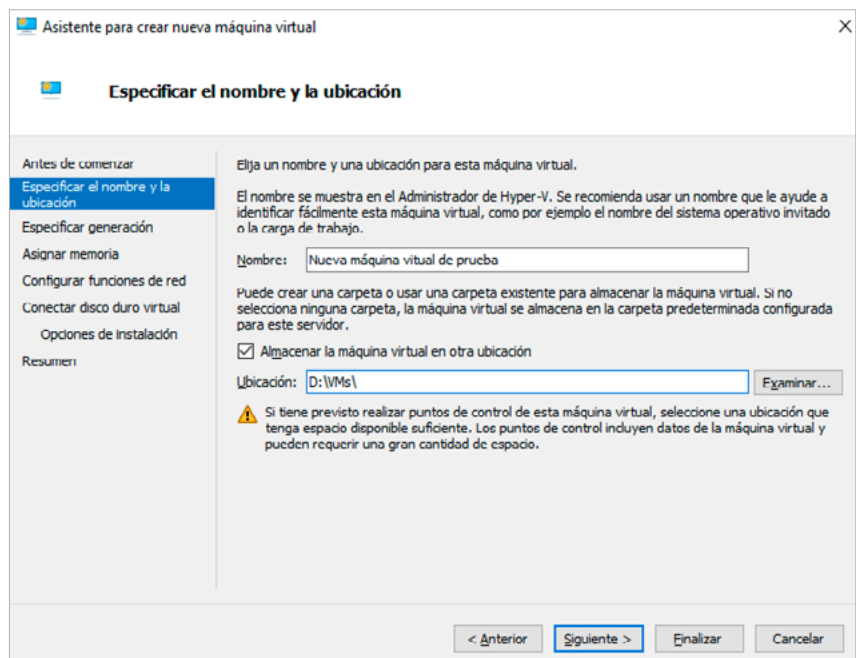 Asistente para crear nueva máquina virtual
Especificar el nombre y la ubicación
Antes de comenzar
Especificar el nombre y la
ubicación
Especificar generación
Asignar memoria
Configurar funciones de red
Conectar disco duro virtual
Opciones de instalación
Resumen
Elija un nombre y una ubicación para esta máquina virtual.
El nombre se muestra en el Administrador de Hyper-V. Se recomienda usar un nombre que le ayude a
identificar fácilmente esta máquina virtual, como por ejemplo el nombre del sistema operativo invitado
o la carga de trabajo.
Nombre: Nueva máquina vitual de prueba
Puede crear una carpeta o usar una carpeta existente para almacenar la máquina virtual. Si no
selecciona ninguna carpeta, la máquina virtual se almacena en la carpeta predeterminada configurada
para este servidor.
Almacenar la máquina virtual en otra ubicación
Ubicación: D:\VMs\ Examinar...
Si tiene previsto realizar puntos de control de esta máquina virtual, seleccione una ubicación que
tenga espacio disponible suficiente. Los puntos de control incluyen datos de la máquina virtual y
pueden requerir una gran cantidad de espacio.
< Anterior Siguiente > Finalizar Cancelar